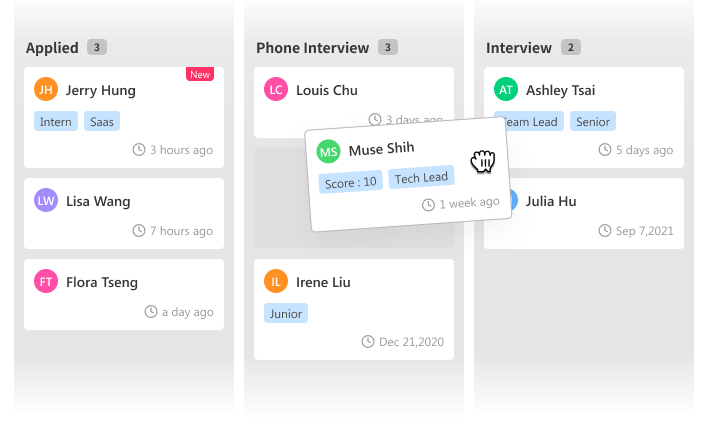 Applied 3
New
JH Jerry Hung
Intern Saas
3 hours ago
LW Lisa Wang
7 hours ago
FT Flora Tseng
a day ago
Phone Interview 3
LC Louis Chu
3 days ago
MS Muse Shih
Score : 10 Tech Lead
1 week ago
IL Irene Liu
Junior
Dec 21,2020
Interview 2
AT Ashley Tsai
Team Lead Senior
5 days ago
Julia Hu
Sep 7,2021